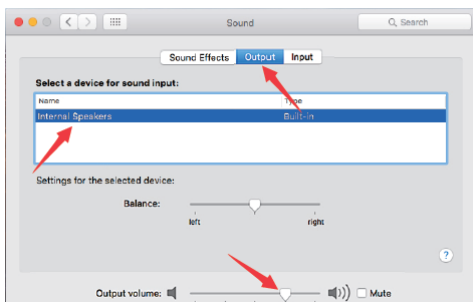 Sound
Search
Sound Effects Output Input
Select a device for sound input:
Name Type
Internal Speakers Built-in
Settings for the selected device:
Balance:
left right
?
Output volume: Mute